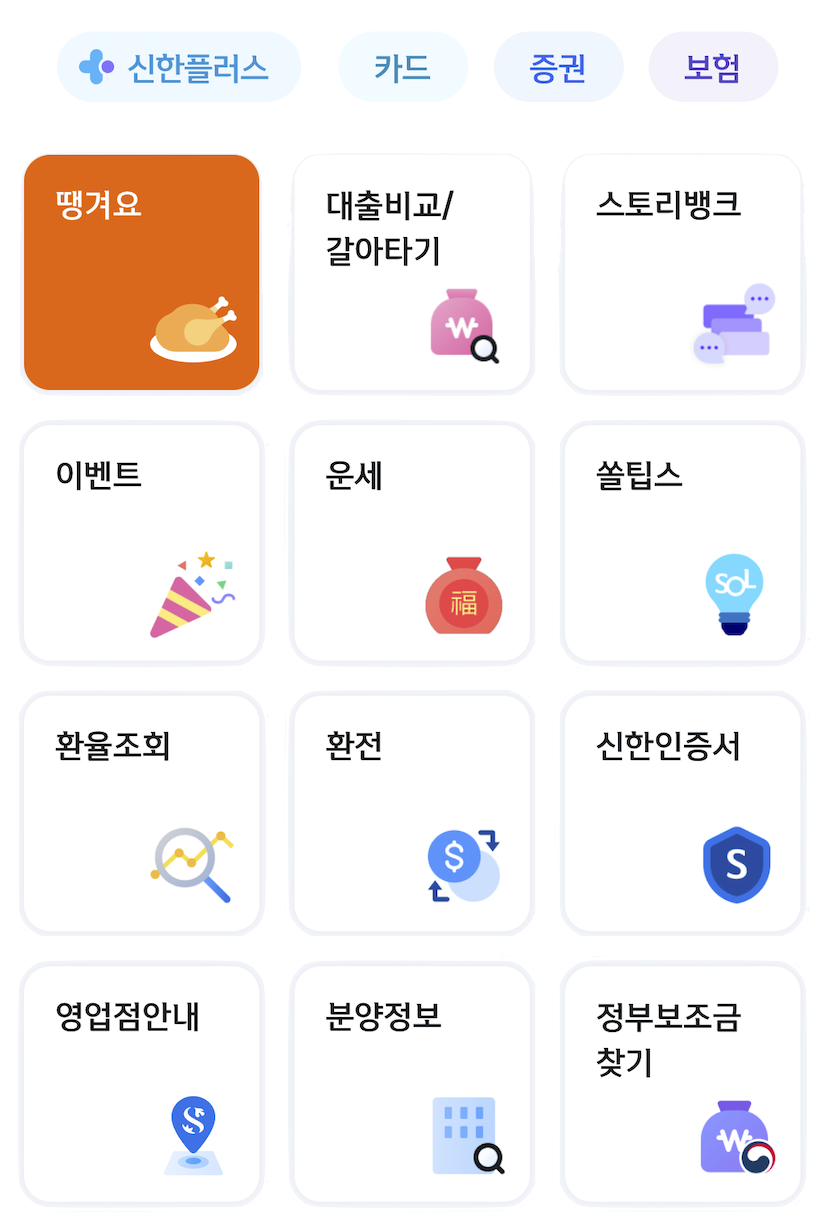 신한플러스
카드
증권
보험
땡겨요
대출비교/
갈아타기
스토리뱅크
이벤트
운세
福
쏠팁스
SOL
환율조회
환전
$
신한인증서
S
영업점안내
분양정보
정부보조금
찾기
₩